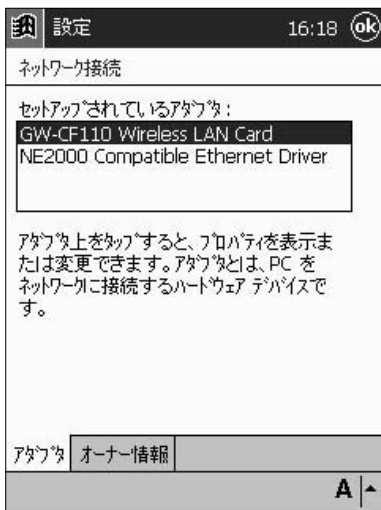 設定 16:18 ok
ネットワーク接続
セットアップされているアダプタ:
GW-CF110 Wireless LAN Card
NE2000 Compatible Ethernet Driver
アダプタ上をタップすると、プロパティを表示ま
たは変更できます。アダプタとは、PC を
ネットワークに接続するハードウェア デバイスで
す。
アダプタ オーナー情報
A